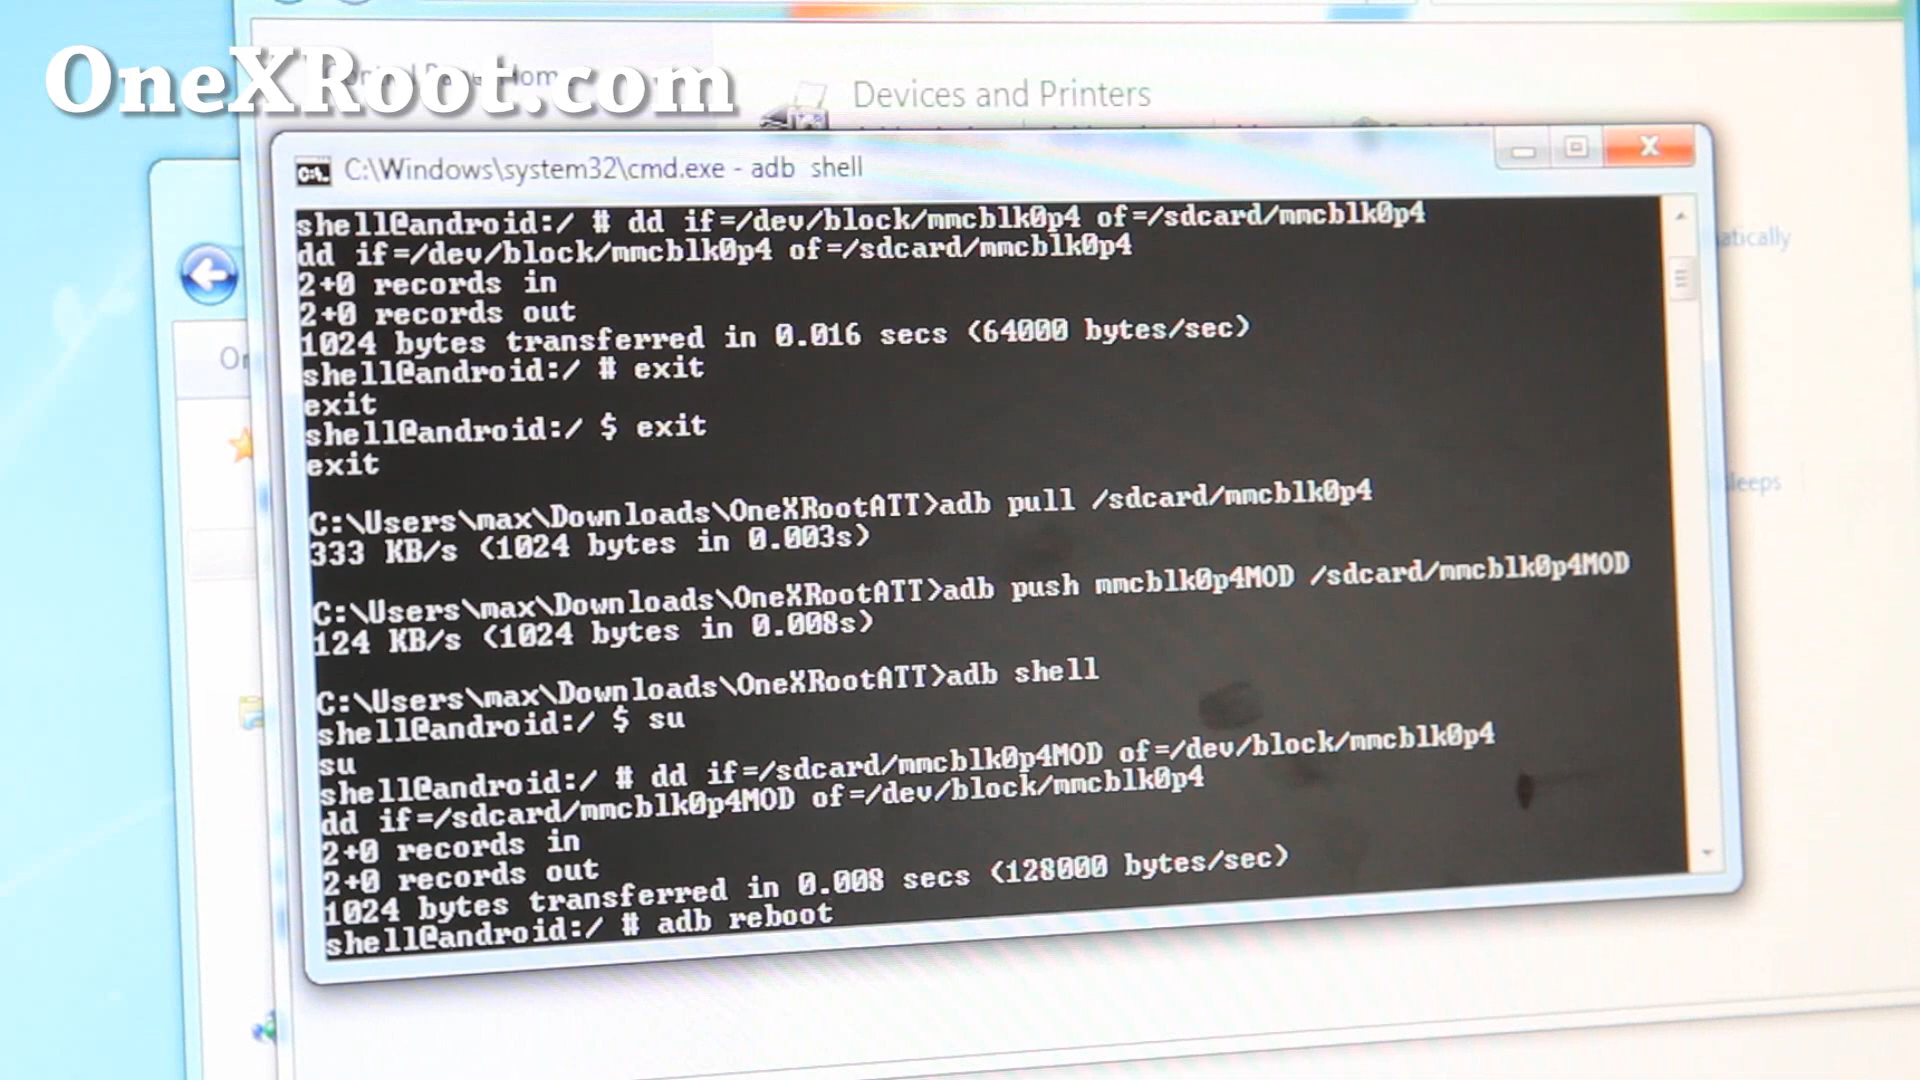 OneXRoot.com
Devices and Printers
C:\Windows\system32\cmd.exe - adb shell
shell@android:/ # dd if=/dev/block/mmcblk0p4 of=/sdcard/mmcblk0p4
dd if=/dev/block/mmcblk0p4 of=/sdcard/mmcblk0p4
2+0 records in
2+0 records out
1024 bytes transferred in 0.016 secs (64000 bytes/sec)
shell@android:/ # exit
exit
shell@android:/ $ exit
exit
C:\Users\max\Downloads\OneXRootATT>adb pull /sdcard/mmcblk0p4
333 KB/s (1024 bytes in 0.003s)
C:\Users\max\Downloads\OneXRootATT>adb push mmcblk0p4MOD /sdcard/mmcblk0p4MOD
124 KB/s (1024 bytes in 0.008s)
C:\Users\max\Downloads\OneXRootATT>adb shell
shell@android:/ $ su
su
shell@android:/ # dd if=/sdcard/mmcblk0p4MOD of=/dev/block/mmcblk0p4
dd if=/sdcard/mmcblk0p4MOD of=/dev/block/mmcblk0p4
2+0 records in
2+0 records out
1024 bytes transferred in 0.008 secs (128000 bytes/sec)
shell@android:/ # adb reboot